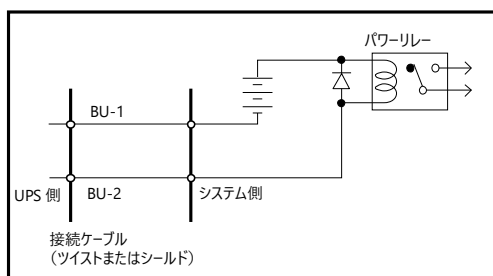 パワーリレー
BU-1
BU-2
UPS 側
システム側
接続ケーブル
（ツイストまたはシールド）